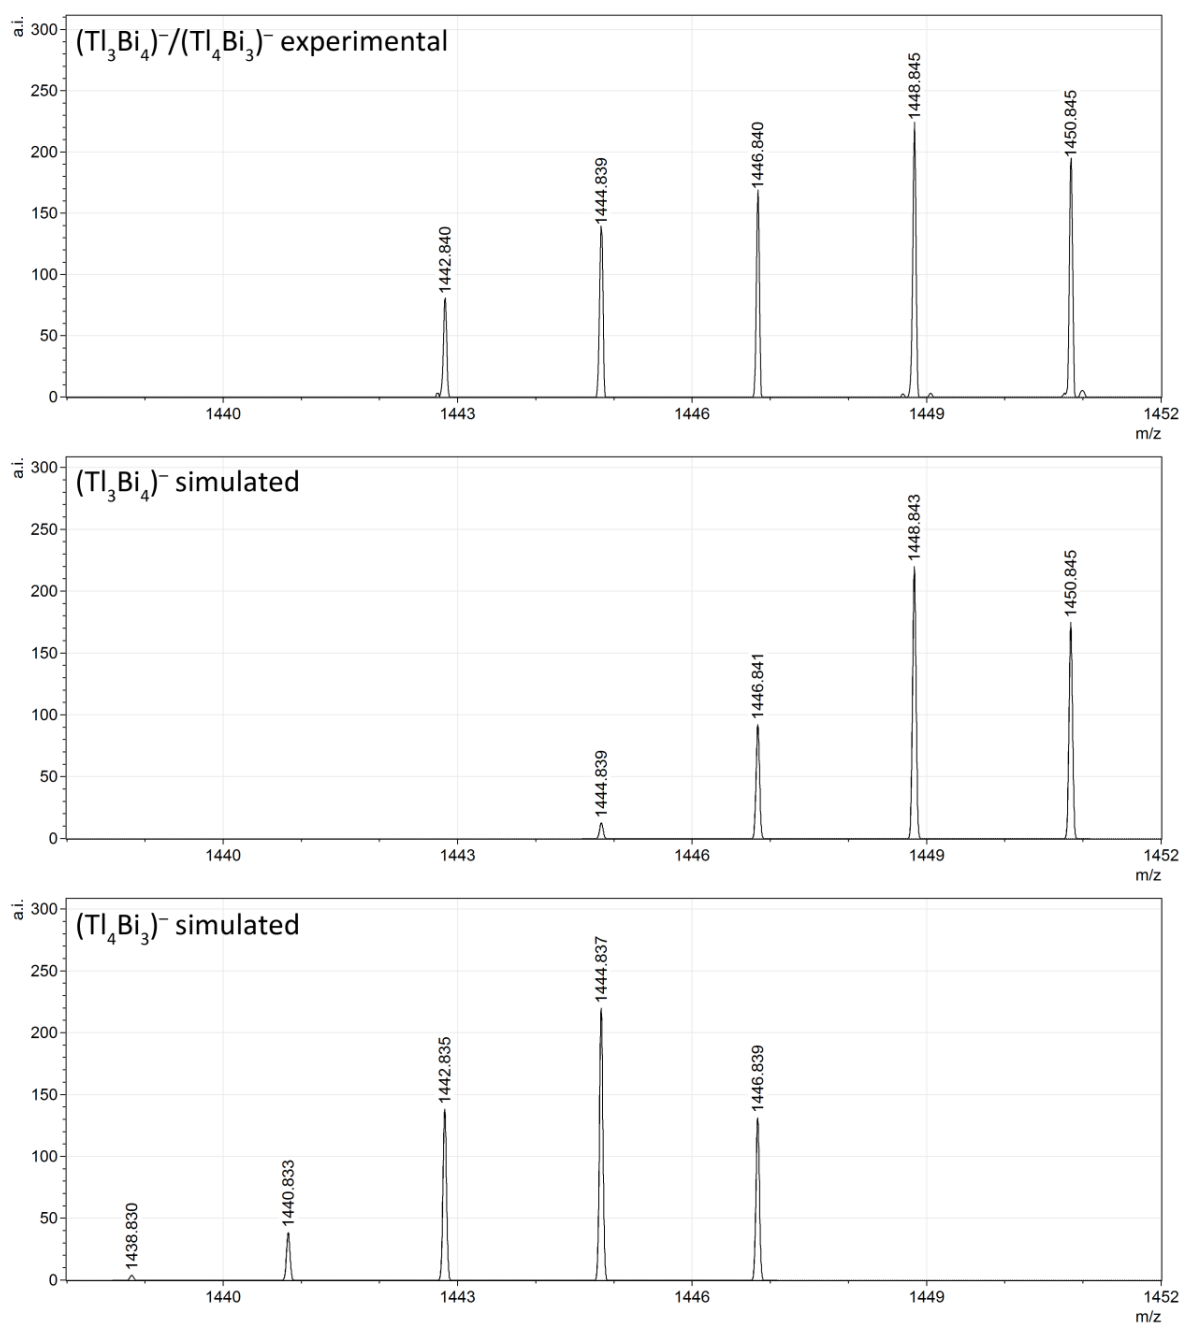 a.i.
(Tl₃Bi₄)⁻/(Tl₄Bi₃)⁻ experimental
300
250
200
150
100
50
0
1442.840
1444.839
1446.840
1448.845
1450.845
1440 1443 1446 1449 1452
m/z
a.i.
(Tl₃Bi₄)⁻ simulated
300
250
200
150
100
50
0
1444.839
1446.841
1448.843
1450.845
1440 1443 1446 1449 1452
m/z
a.i.
(Tl₄Bi₃)⁻ simulated
300
250
200
150
100
50
0
1438.830
1440.833
1442.835
1444.837
1446.839
1440 1443 1446 1449 1452
m/z